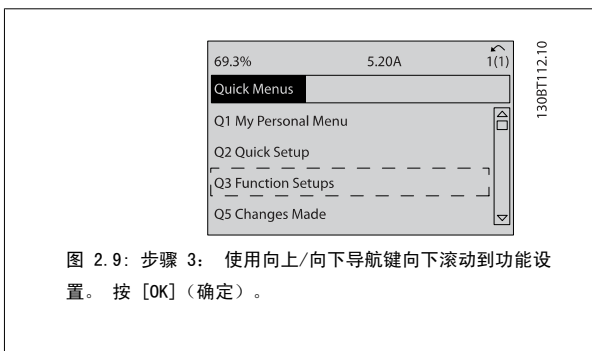 69.3% 5.20A 1(1)
Quick Menus
Q1 My Personal Menu
Q2 Quick Setup
Q3 Function Setups
Q5 Changes Made
130BT112.10
图 2.9: 步骤 3： 使用向上/向下导航键向下滚动到功能设
置。 按 [OK]（确定）。